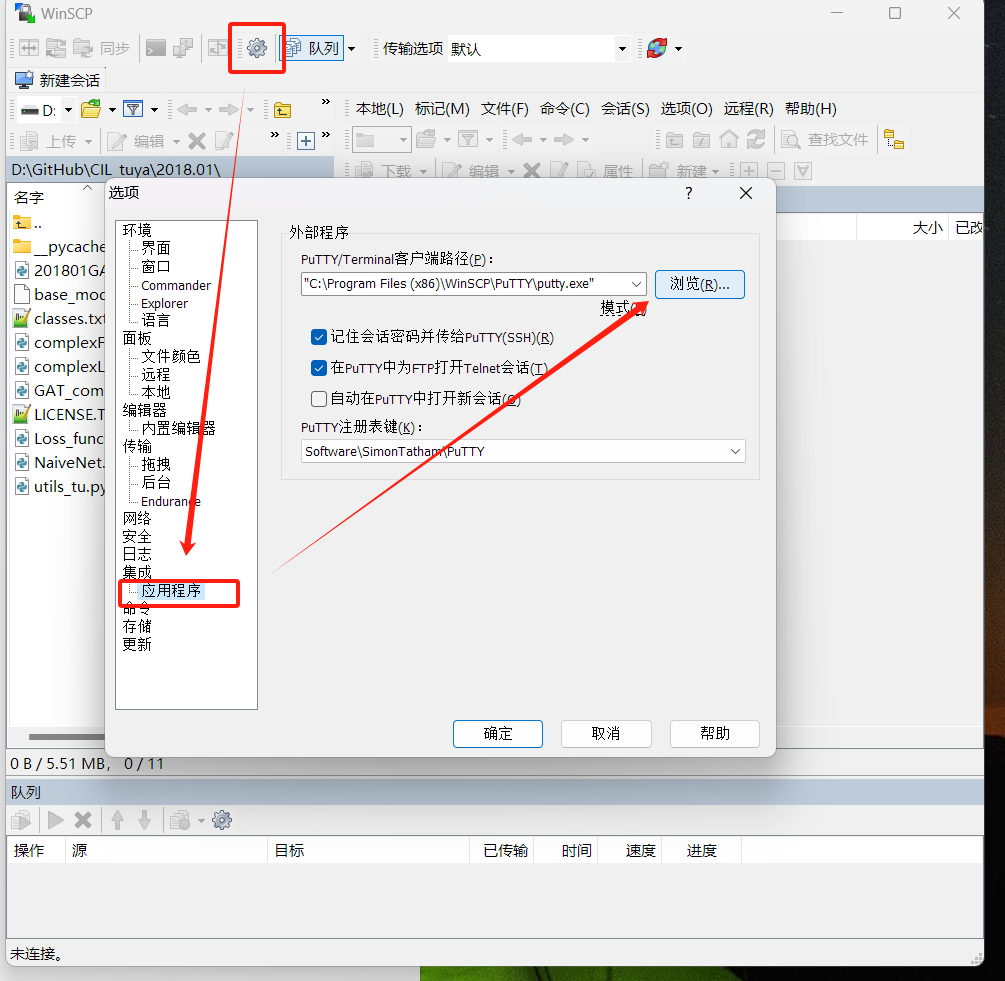 WinSCP
同步
队列
传输选项 默认
新建会话
D:
本地(L) 标记(M) 文件(F) 命令(C) 会话(S) 选项(O) 远程(R) 帮助(H)
上传 编辑
查找文件
D:\GitHub\CIL_tuya\2018.01\
下载 编辑 属性 新建
名字
大小 已改
..
__pycache
201801GA
base_mod
classes.txt
complexF
complexL
GAT_com
LICENSE.T
Loss_func
NaiveNet.
utils_tu.py
选项
环境
界面
窗口
Commander
Explorer
语言
面板
文件颜色
远程
本地
编辑器
内置编辑器
传输
拖拽
后台
Endurance
网络
安全
日志
集成
应用程序
命令
存储
更新
外部程序
PuTTY/Terminal客户端路径(P)：
"C:\Program Files (x86)\WinSCP\PuTTY\putty.exe"
浏览(R)...
模式
记住会话密码并传给PuTTY(SSH)(R)
在PuTTY中为FTP打开Telnet会话(T)
自动在PuTTY中打开新会话(O)
PuTTY注册表键(K)：
Software\SimonTatham\PuTTY
确定 取消 帮助
0 B / 5.51 MB， 0 / 11
队列
操作 源 目标 已传输 时间 速度 进度
未连接。